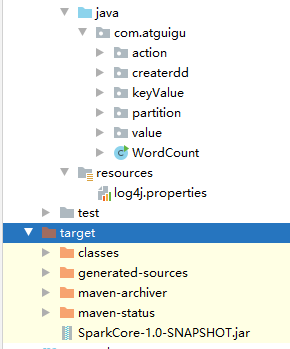 java
com.atguigu
action
createrdd
keyValue
partition
value
WordCount
resources
log4j.properties
test
target
classes
generated-sources
maven-archiver
maven-status
SparkCore-1.0-SNAPSHOT.jar